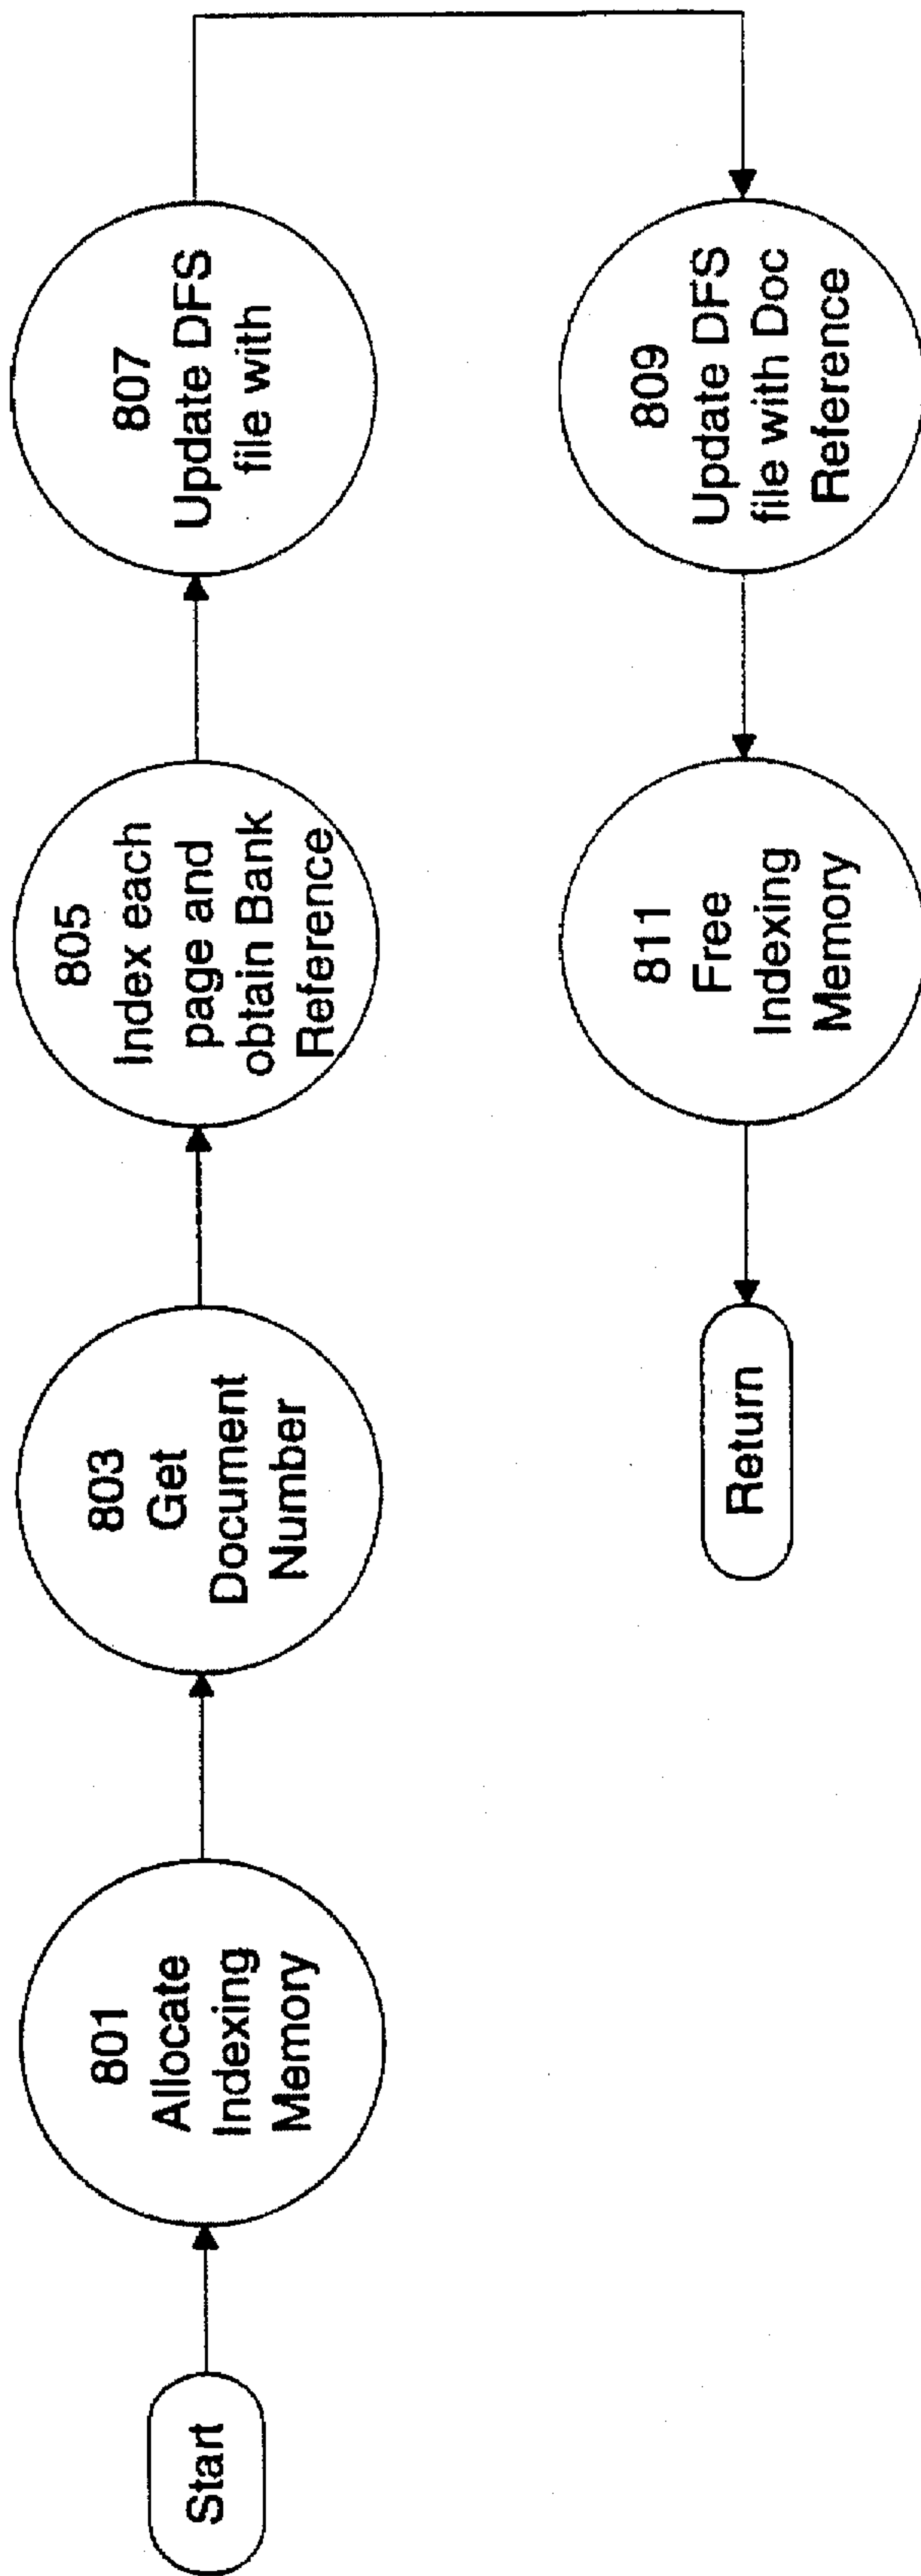 Start
801
Allocate
Indexing
Memory
803
Get
Document
Number
805
Index each
page and
obtain Bank
Reference
807
Update DFS
file with
809
Update DFS
file with Doc
Reference
811
Free
Indexing
Memory
Return